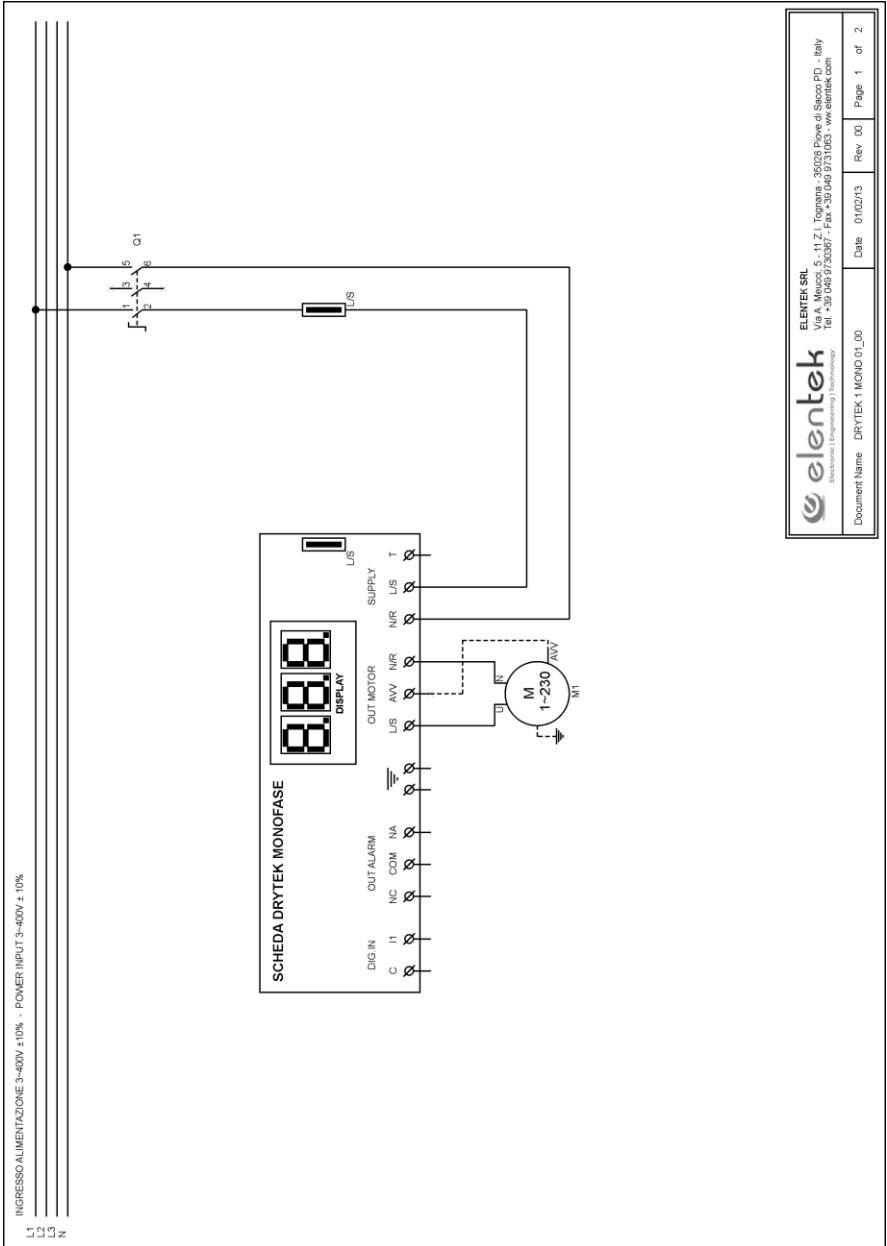 INGRESSO ALIMENTAZIONE 3~400V ±10% - POWER INPUT 3~400V ± 10%
L1
L2
L3
N
Q1
1 3 5
2 4 6
L/S
SCHEDA DRYTEK MONOFASE
DISPLAY
8.8.8.
L/S
DIG.IN OUT ALARM OUT MOTOR SUPPLY
C I1 NC COM NA L/S AVV N/R N/R L/S T
U N
M
1~230
AVV
M1
elentek
Electronic | Engineering | Technology
ELENTEK SRL
Via A. Meucci, 5 - 11 Z.I. Tognana - 35028 Piove di Sacco PD - Italy
Tel. +39 049 9730367 - Fax +39 049 9731063 - ww.elentek.com
Document Name DRYTEK 1 MONO 01_00 Date 01/02/13 Rev 00 Page 1 of 2